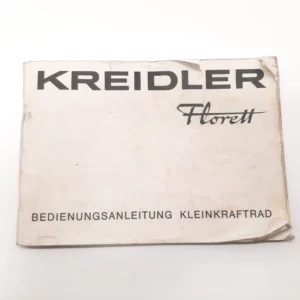 KREIDLER
Florett
BEDIENUNGSANLEITUNG KLEINKRAFTRAD